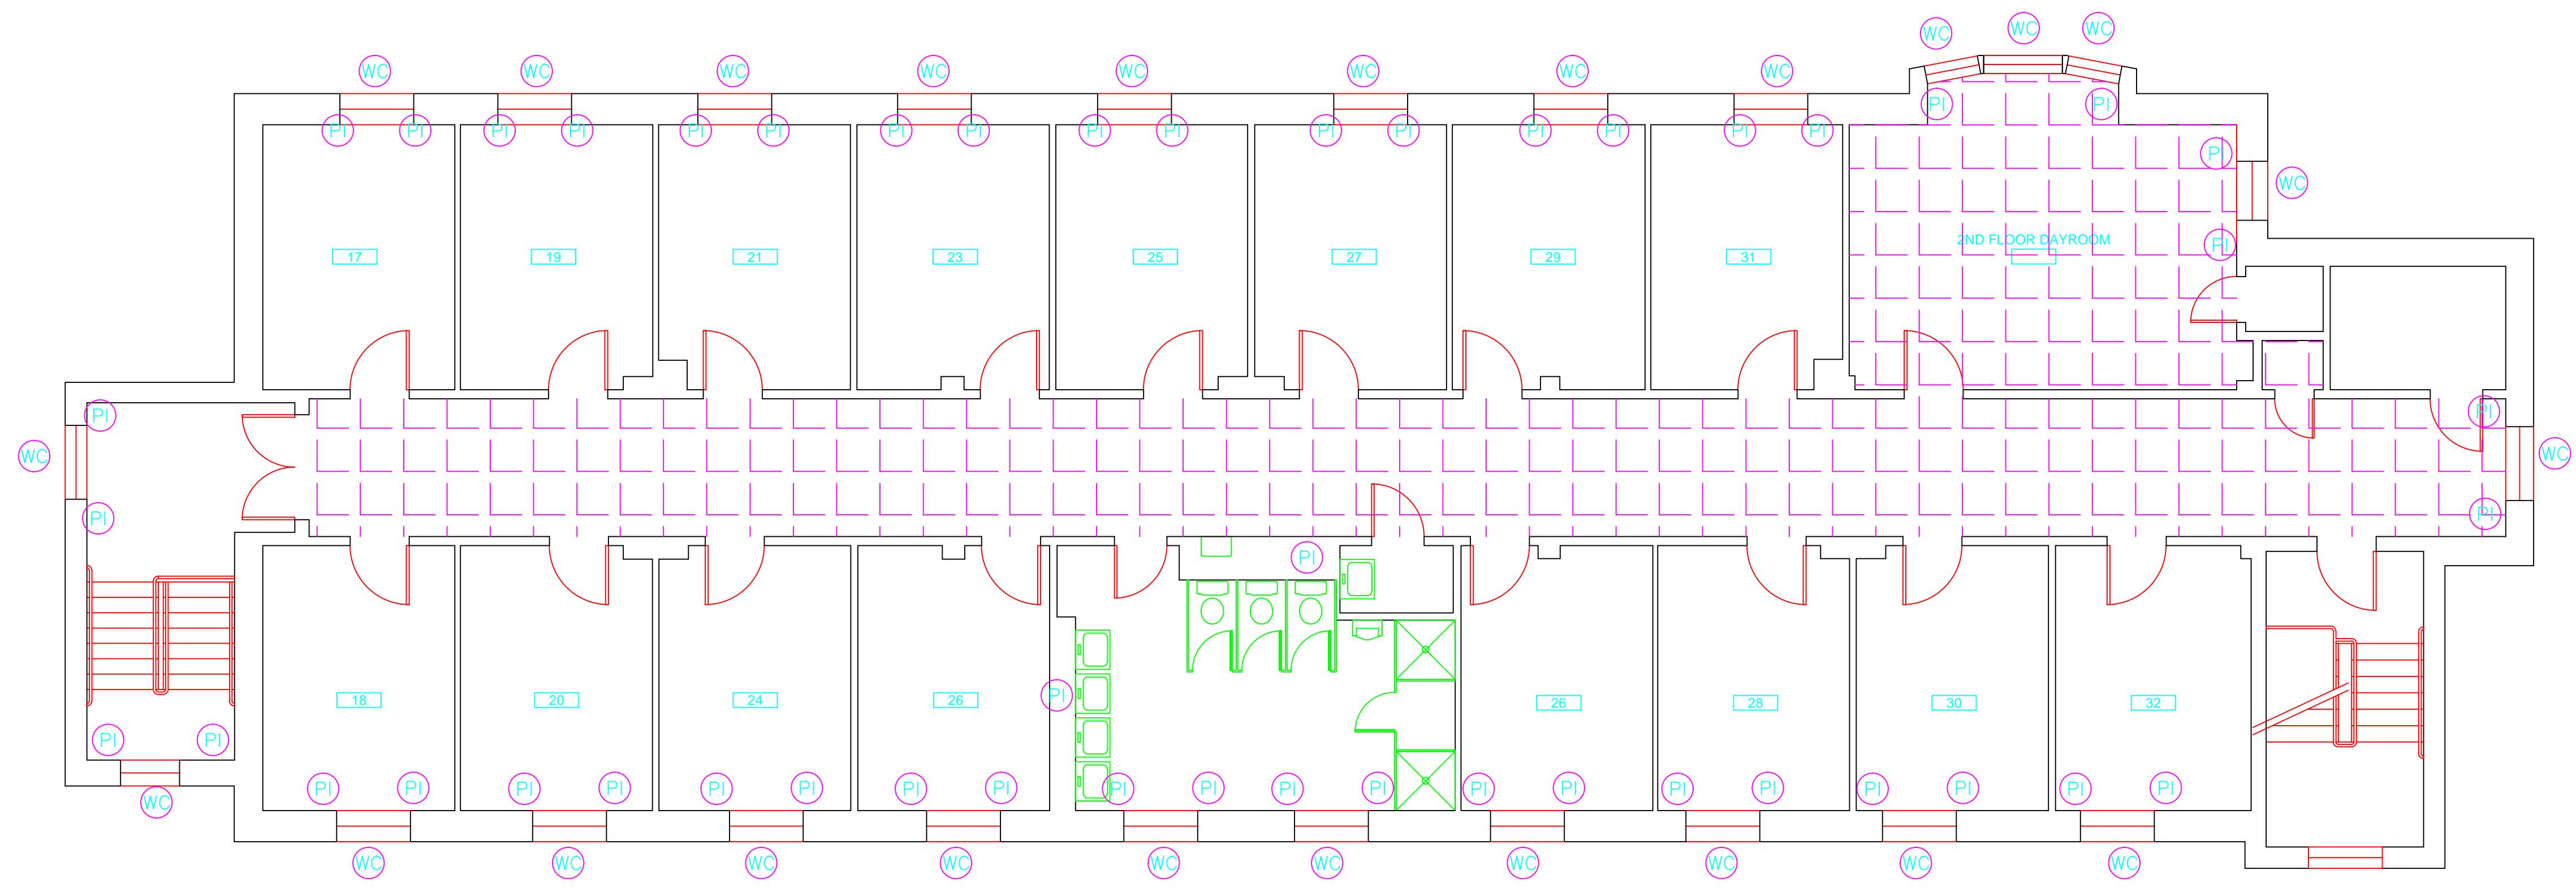 WC WC WC
WC WC WC WC WC WC WC WC
PI PI
PI PI PI PI PI PI PI PI PI PI PI PI PI PI PI PI
PI
WC
2ND FLOOR DAYROOM
PI
17 19 21 23 25 27 29 31
PI PI
WC WC
PI PI
PI
PI
18 20 24 26 26 28 30 32
PI PI
PI PI PI PI PI PI PI PI PI PI PI PI PI PI PI PI PI PI PI PI
WC
WC WC WC WC WC WC WC WC WC WC